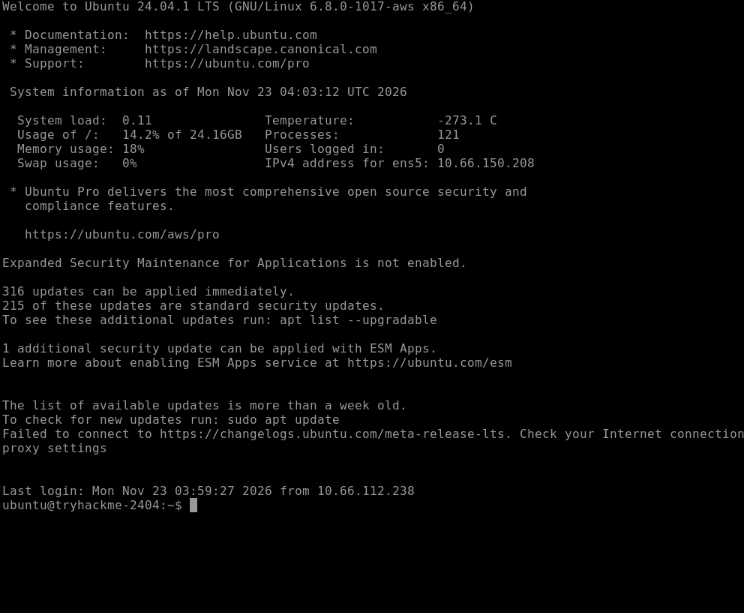 Welcome to Ubuntu 24.04.1 LTS (GNU/Linux 6.8.0-1017-aws x86_64)

 * Documentation:  https://help.ubuntu.com
 * Management:     https://landscape.canonical.com
 * Support:        https://ubuntu.com/pro

 System information as of Mon Nov 23 04:03:12 UTC 2026

  System load:  0.11               Temperature:           -273.1 C
  Usage of /:   14.2% of 24.16GB   Processes:             121
  Memory usage: 18%                Users logged in:       0
  Swap usage:   0%                 IPv4 address for ens5: 10.66.150.208

 * Ubuntu Pro delivers the most comprehensive open source security and
   compliance features.

   https://ubuntu.com/aws/pro

Expanded Security Maintenance for Applications is not enabled.

316 updates can be applied immediately.
215 of these updates are standard security updates.
To see these additional updates run: apt list --upgradable

1 additional security update can be applied with ESM Apps.
Learn more about enabling ESM Apps service at https://ubuntu.com/esm


The list of available updates is more than a week old.
To check for new updates run: sudo apt update
Failed to connect to https://changelogs.ubuntu.com/meta-release-lts. Check your Internet connection
proxy settings


Last login: Mon Nov 23 03:59:27 2026 from 10.66.112.238
ubuntu@tryhackme-2404:~$